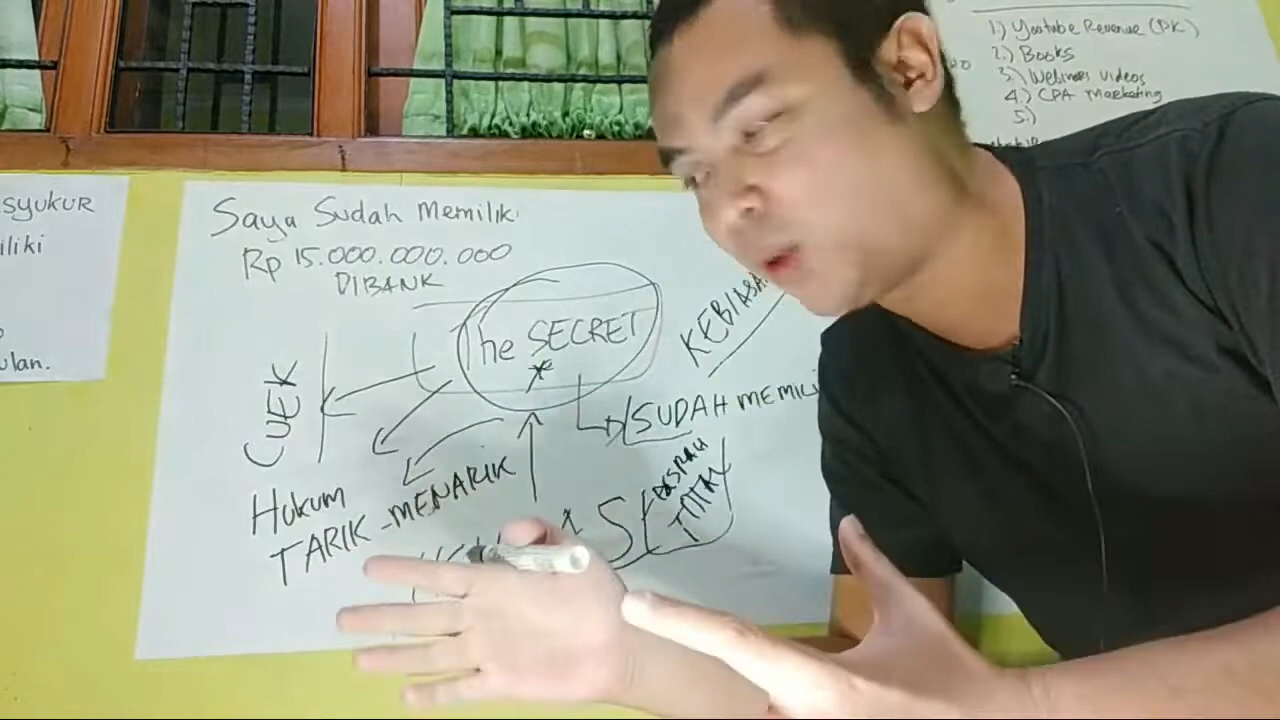 SYUKUR
iliki
ulan.
Saya Sudah Memiliki
Rp 15.000.000.000
DIBANK
The SECRET
CUEK
KEBIASA
SUDAH MEMILI
Hukum
TARIK-MENARIK
TOTAL
1.) Youtube Revenue (PK)
2.) Books
3.) Webinars videos
4.) CPA Marketing
5.)